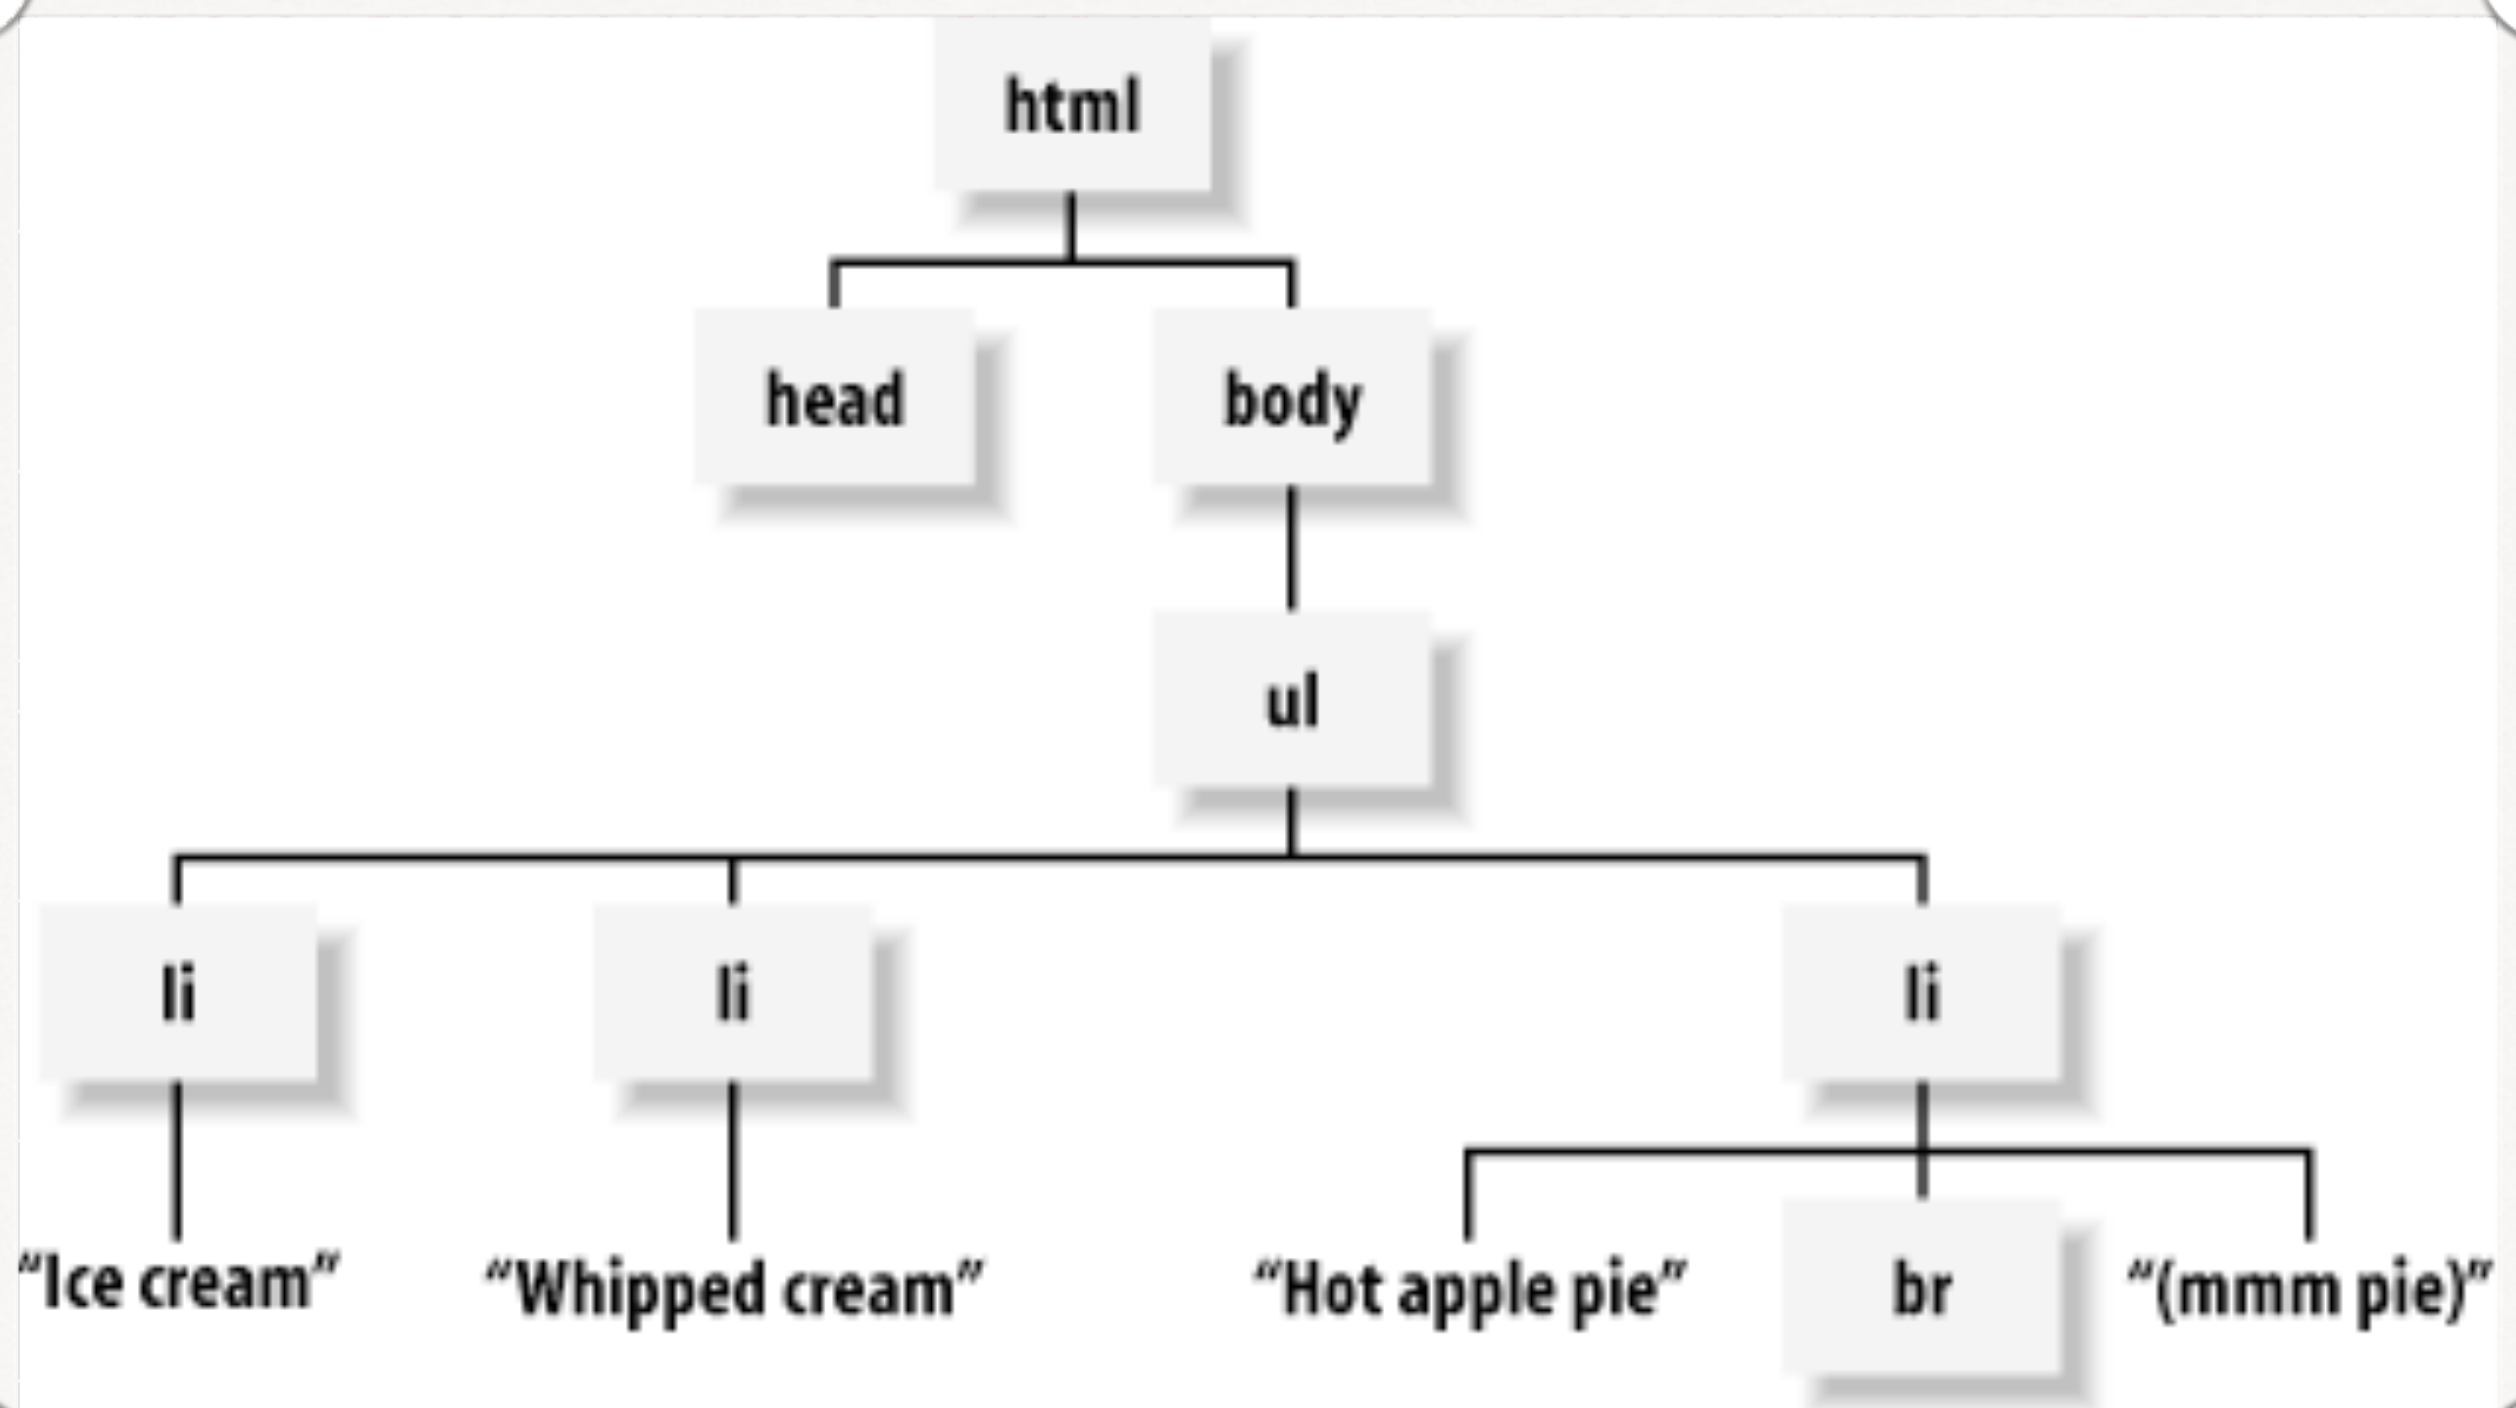 html
head body
ul
li li li
“Ice cream” “Whipped cream” “Hot apple pie” br “(mmm pie)”